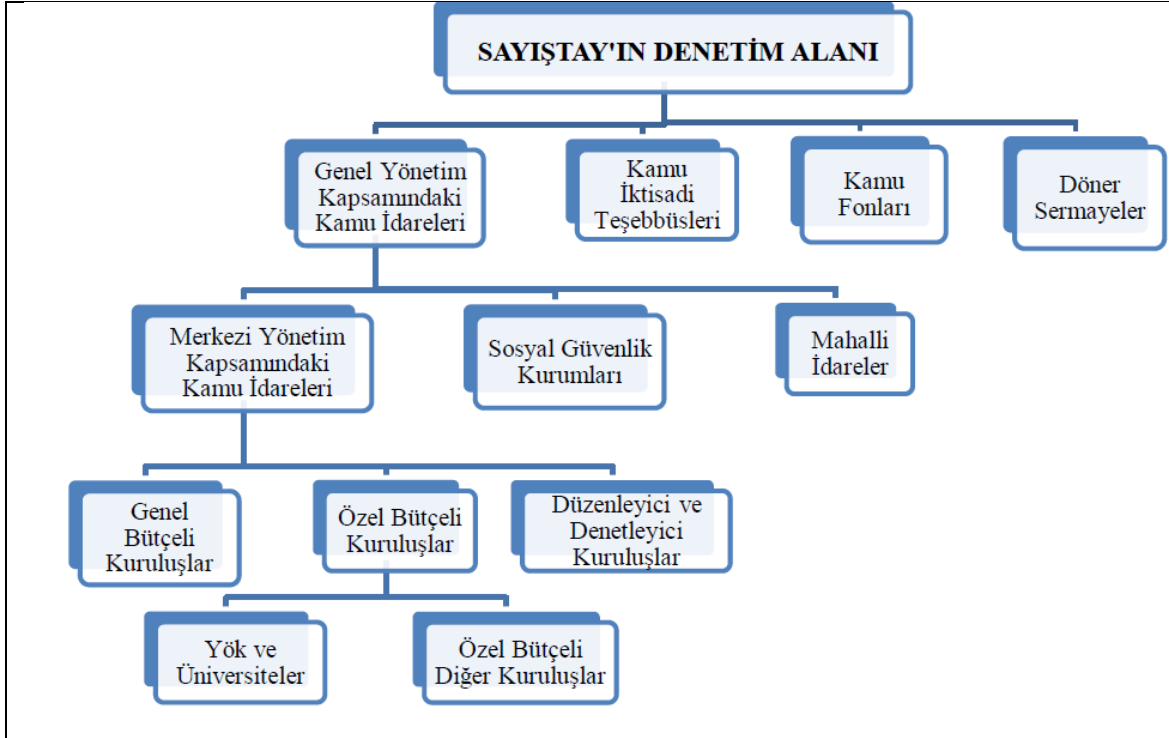 SAYIŞTAY'IN DENETİM ALANI
Genel Yönetim
Kapsamındaki
Kamu İdareleri
Kamu
İktisadi
Teşebbüsleri
Kamu
Fonları
Döner
Sermayeler
Merkezi Yönetim
Kapsamındaki
Kamu İdareleri
Sosyal Güvenlik
Kurumları
Mahalli
İdareler
Genel
Bütçeli
Kuruluşlar
Özel Bütçeli
Kuruluşlar
Düzenleyici ve
Denetleyici
Kuruluşlar
Yök ve
Üniversiteler
Özel Bütçeli
Diğer Kuruluşlar